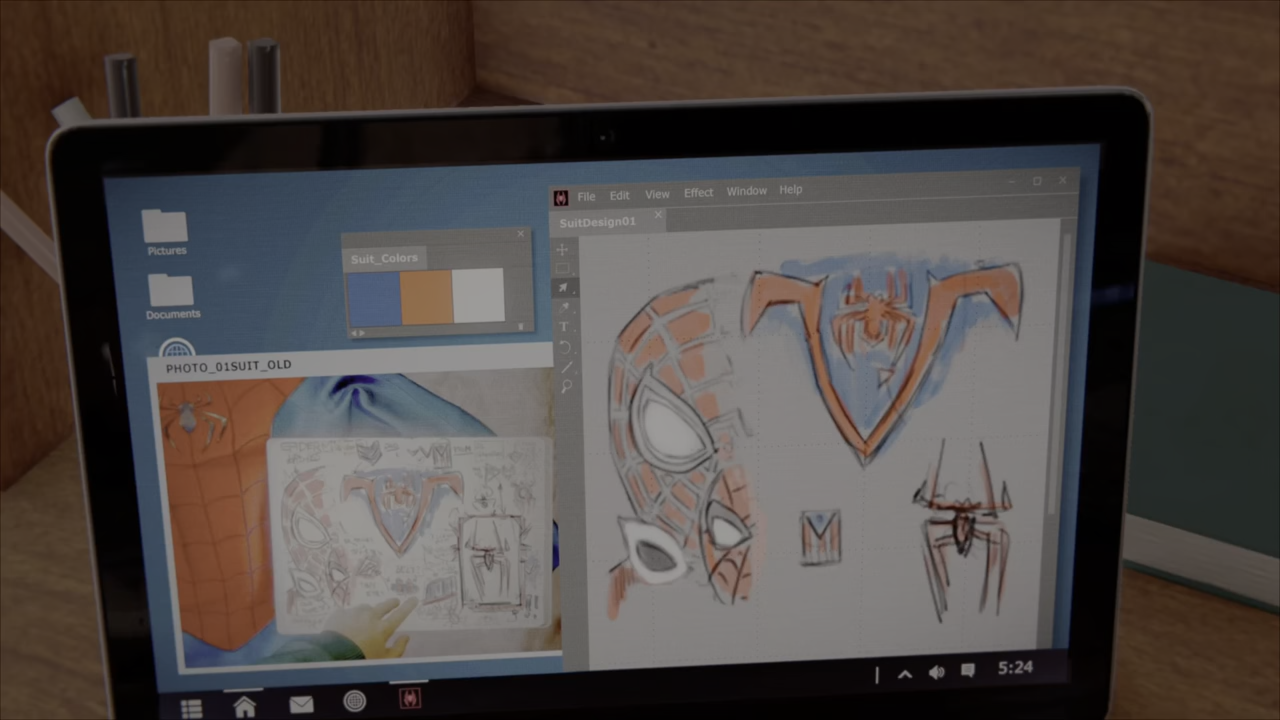 File Edit View Effect Window Help
SuitDesign01
Pictures
Suit_Colors
Documents
PHOTO_01SUIT_OLD
T
5:24